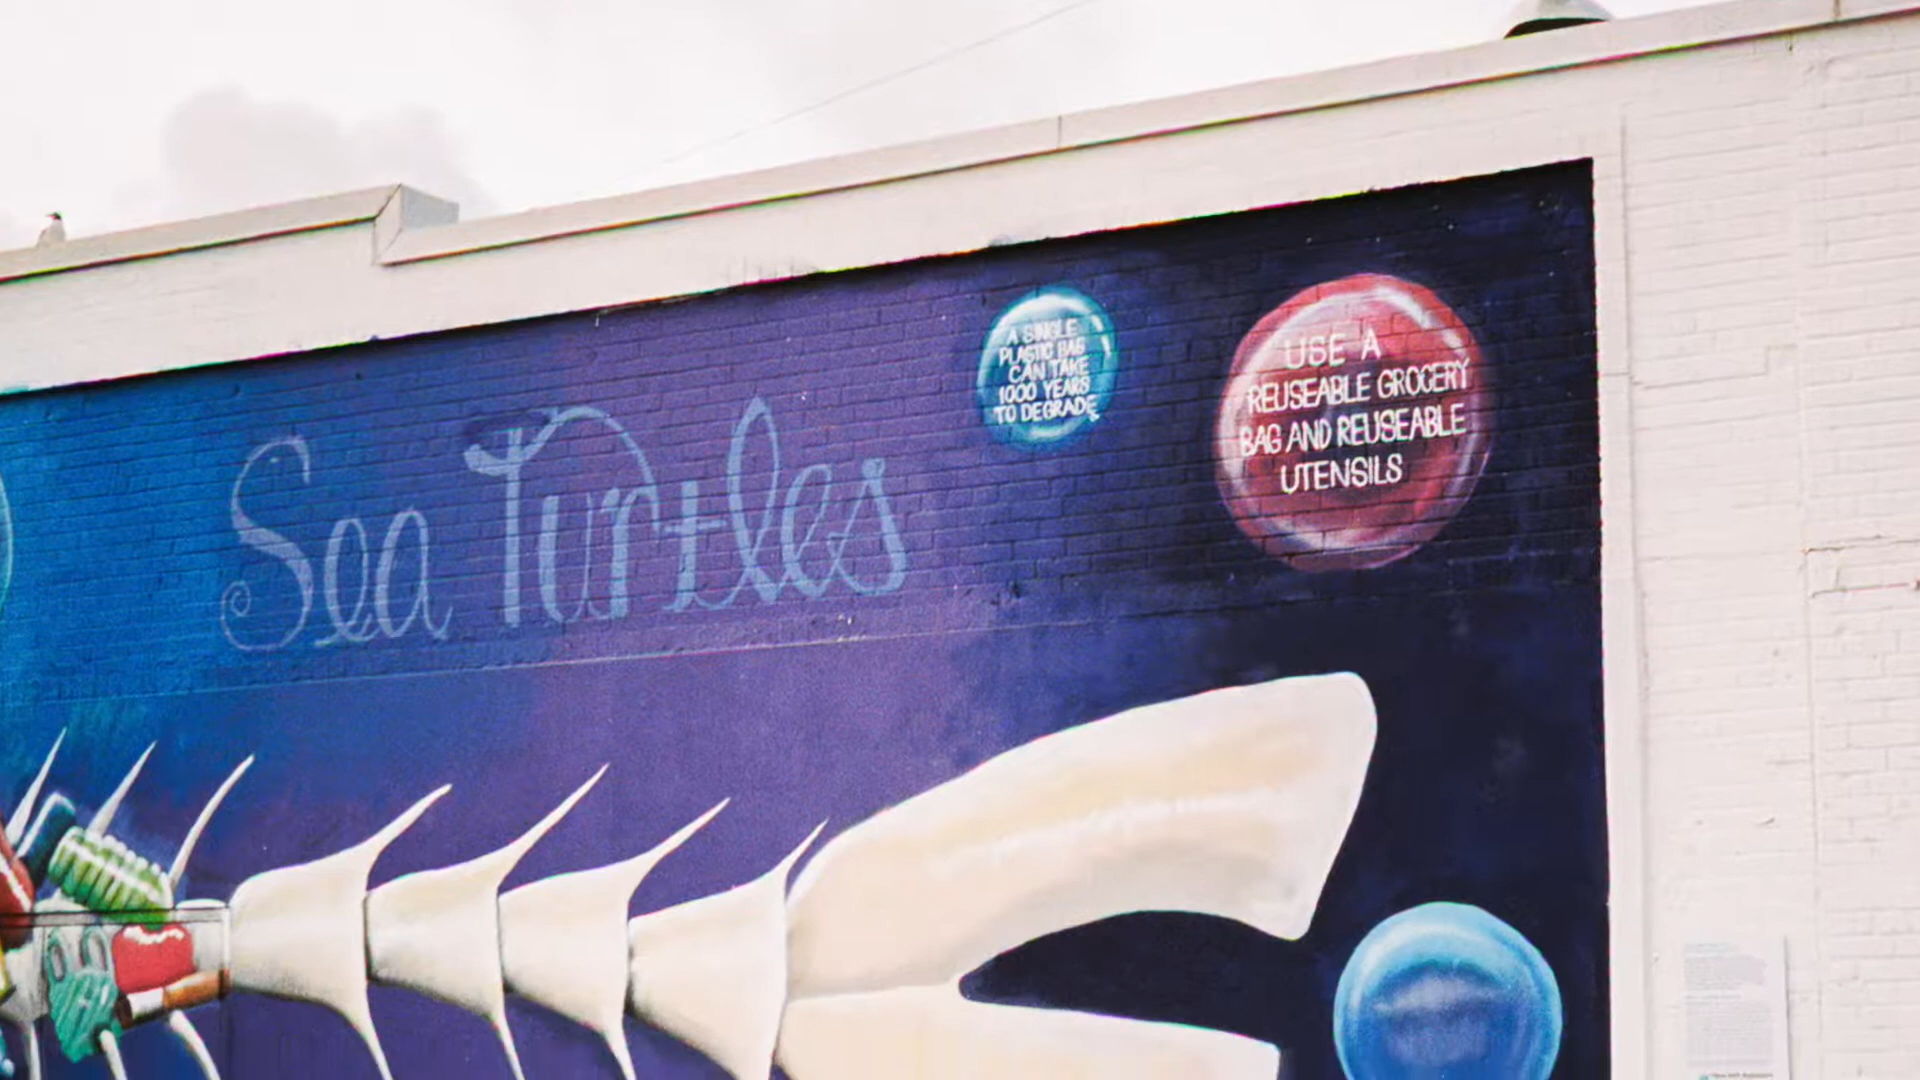 Sea Turtles
A SINGLE
PLASTIC BAG
CAN TAKE
1000 YEARS
TO DEGRADE
USE A
REUSEABLE GROCERY
BAG AND REUSEABLE
UTENSILS